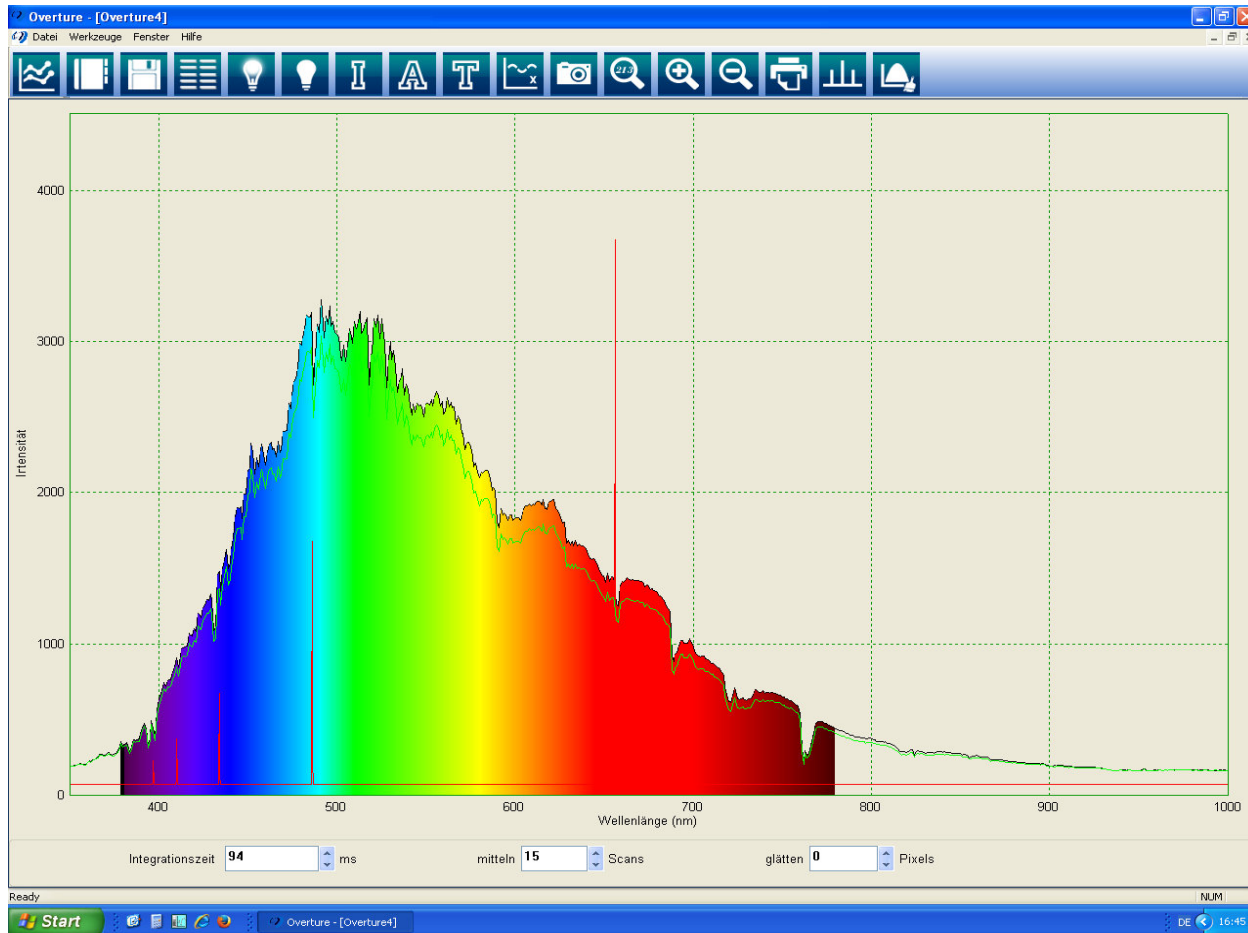 Overture - [Overture4]
Datei Werkzeuge Fenster Hilfe
I A T x 213
4000
3000
2000
1000
0
Intensität
400 500 600 700 800 900 1000
Wellenlänge (nm)
Integrationszeit 94 ms mitteln 15 Scans glätten 0 Pixels
Ready NUM
Start Overture - [Overture4] DE 16:45